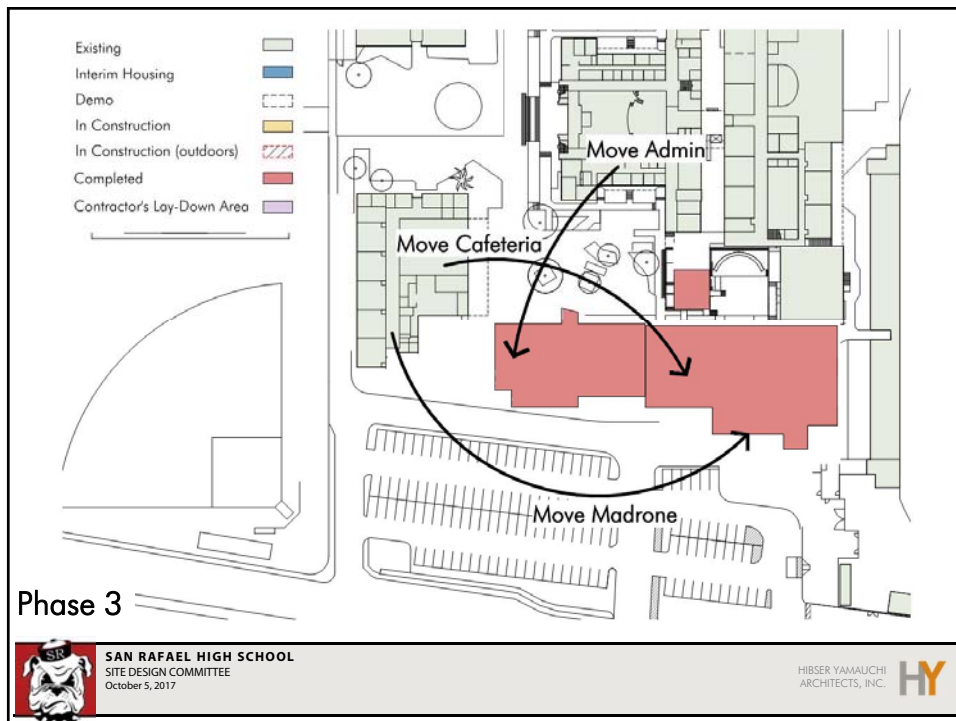 Existing
Interim Housing
Demo
In Construction
In Construction (outdoors)
Completed
Contractor's Lay-Down Area
Move Admin
Move Cafeteria
Move Madrone
Phase 3
SR
SAN RAFAEL HIGH SCHOOL
SITE DESIGN COMMITTEE
October 5, 2017
HIBSER YAMAUCHI
ARCHITECTS, INC.
HY